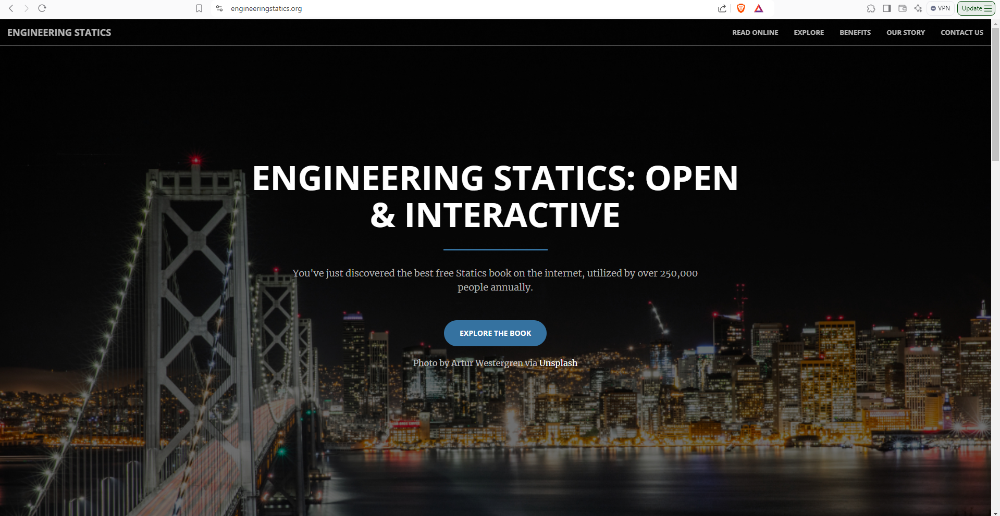 engineeringstatics.org
VPN
Update
ENGINEERING STATICS
READ ONLINE
EXPLORE
BENEFITS
OUR STORY
CONTACT US
ENGINEERING STATICS: OPEN
& INTERACTIVE
You've just discovered the best free Statics book on the internet, utilized by over 250,000
people annually.
EXPLORE THE BOOK
Photo by Artur Westergren via Unsplash